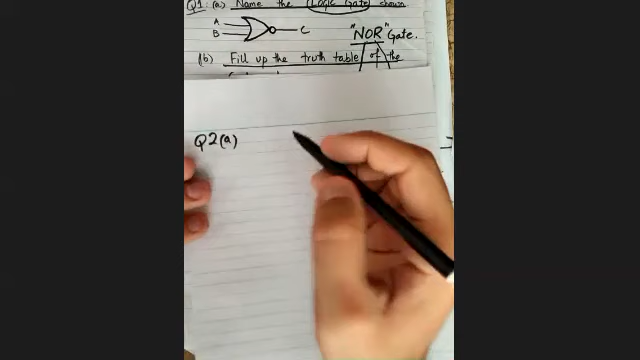 Q1: (a) Name the Logic Gate shown
A
B
C
"NOR" Gate.
(b) Fill up the truth table of the
Q2(a)